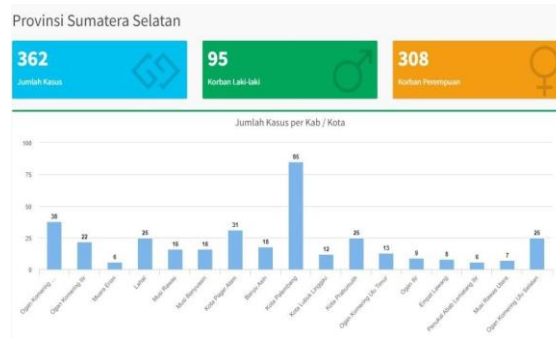 Provinsi Sumatera Selatan
362
Jumlah Kasus
95
Korban Laki-laki
308
Korban Perempuan
Jumlah Kasus per Kab / Kota
100
75
50
25
0
38
22
6
25
16
16
31
18
85
12
25
13
9
8
6
7
25
Ogan Komering ...
Ogan Komering Ilir
Muara Enim
Lahat
Musi Rawas
Musi Banyuasin
Kota Pagar Alam
Banyu Asin
Kota Palembang
Kota Lubuk Linggau
Kota Prabumulih
Ogan Komering Ulu Timur
Ogan Ilir
Empat Lawang
Penukal Abab Lematang Ilir
Musi Rawas Utara
Ogan Komering Ulu Selatan